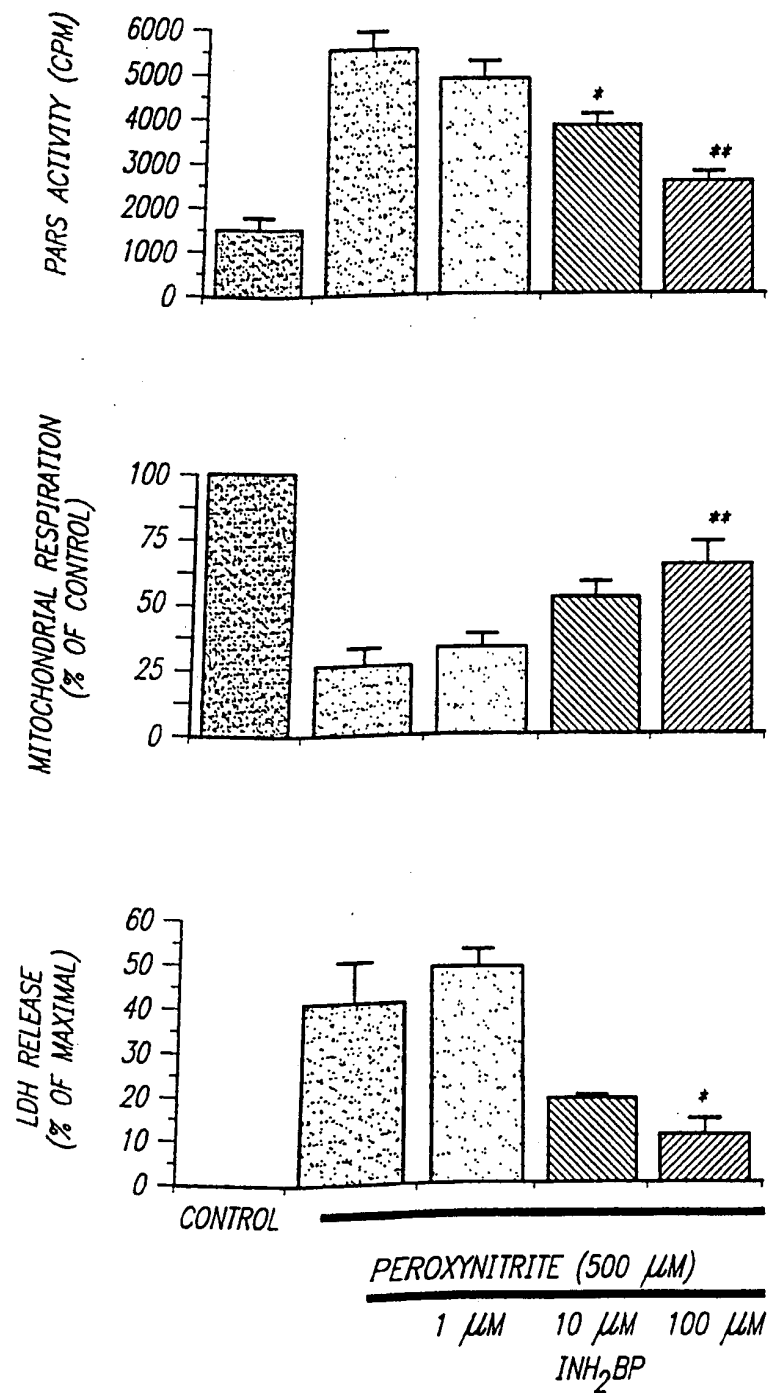 PARS ACTIVITY (CPM)
6000
5000
4000
3000
2000
1000
0
*
**
MITOCHONDRIAL RESPIRATION
(% OF CONTROL)
100
75
50
25
0
**
LDH RELEASE
(% OF MAXIMAL)
60
50
40
30
20
10
0
*
CONTROL
PEROXYNITRITE (500 μM)
1 μM 10 μM 100 μM
INH₂BP